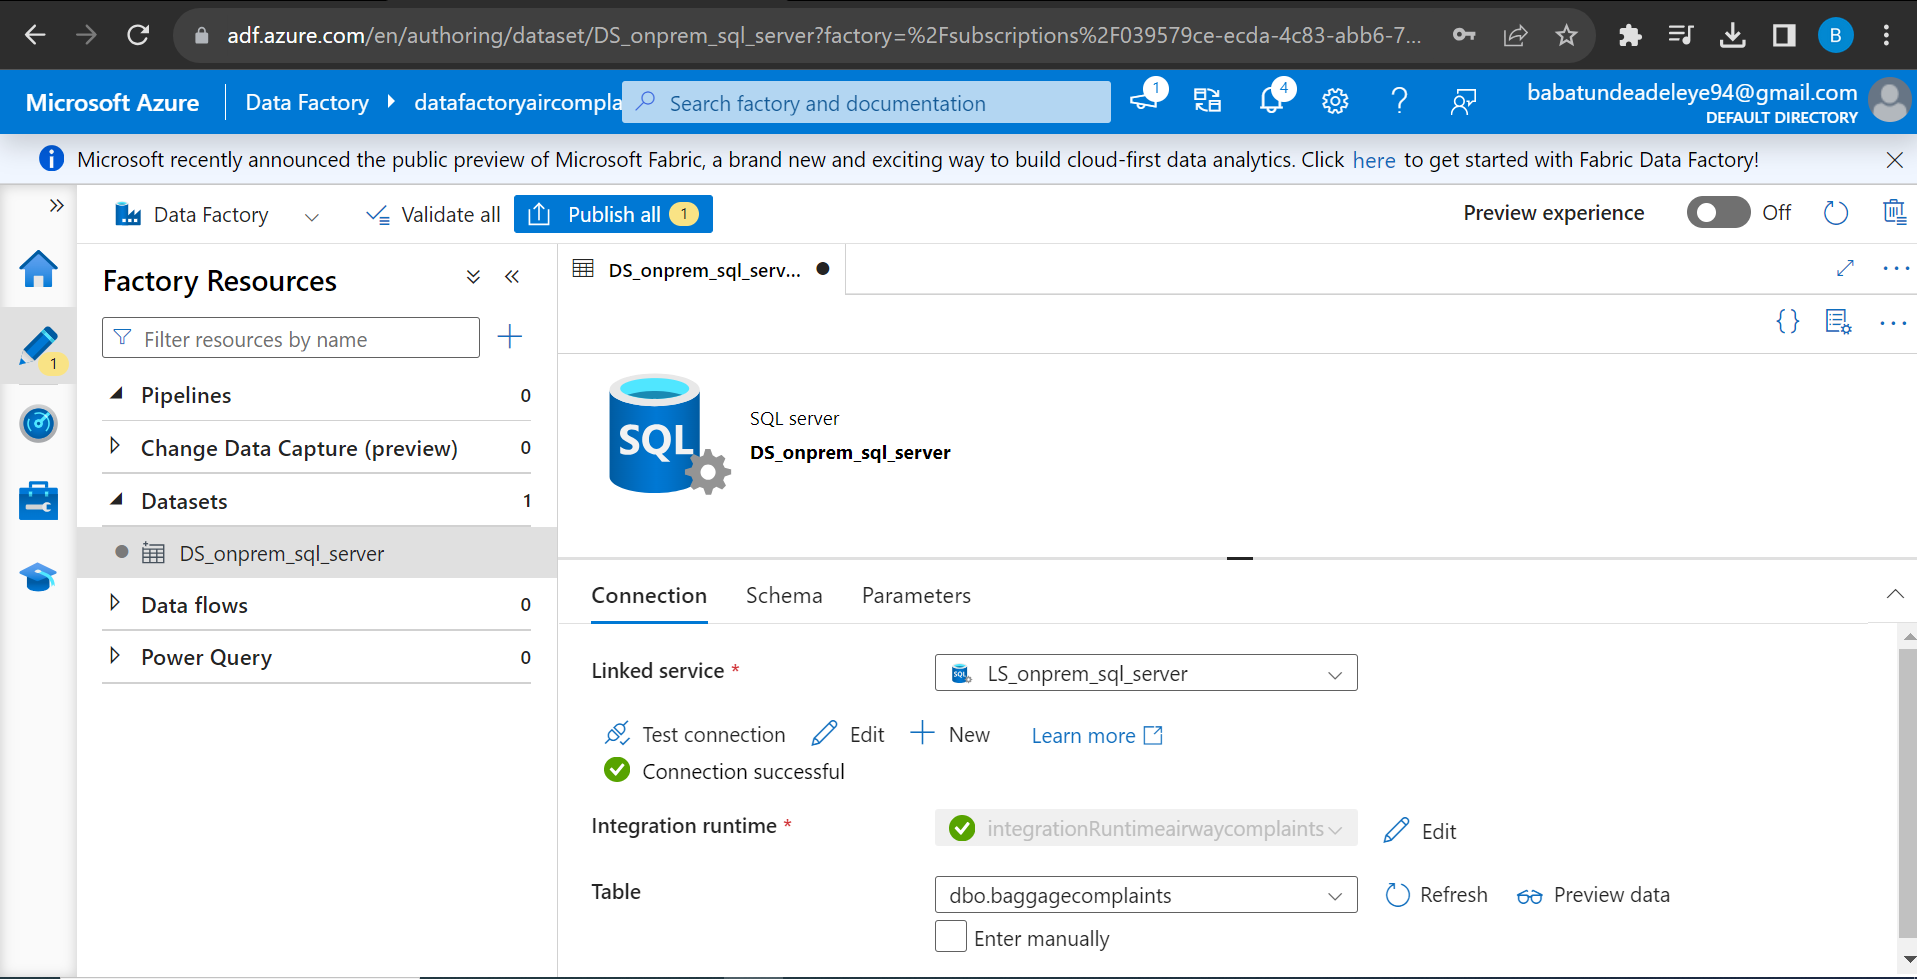 adf.azure.com/en/authoring/dataset/DS_onprem_sql_server?factory=%2Fsubscriptions%2F039579ce-ecda-4c83-abb6-7...
B
Microsoft Azure
Data Factory
datafactoryaircompla
Search factory and documentation
1
4
babatundeadeleye94@gmail.com
DEFAULT DIRECTORY
Microsoft recently announced the public preview of Microsoft Fabric, a brand new and exciting way to build cloud-first data analytics. Click here to get started with Fabric Data Factory!
Data Factory
Validate all
Publish all 1
Preview experience
Off
1
Factory Resources
Filter resources by name
Pipelines 0
Change Data Capture (preview) 0
Datasets 1
DS_onprem_sql_server
Data flows 0
Power Query 0
DS_onprem_sql_serv...
{}
SQL
SQL server
DS_onprem_sql_server
Connection Schema Parameters
Linked service *
SQL LS_onprem_sql_server
Test connection Edit New Learn more
Connection successful
Integration runtime *
integrationRuntimeairwaycomplaints
Edit
Table
dbo.baggagecomplaints
Refresh
Preview data
Enter manually